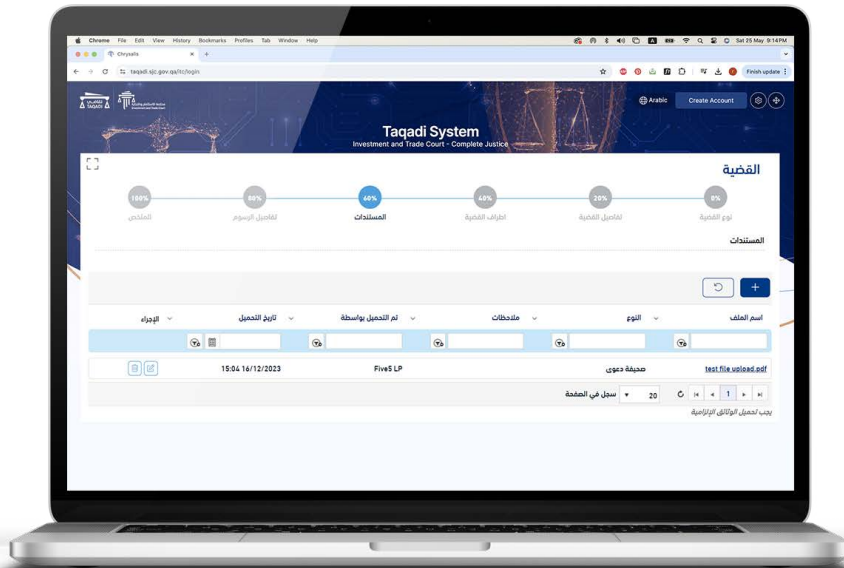 Chrome File Edit View History Bookmarks Profiles Tab Window Help
Sat 25 May 9:14 PM
Chrysalis
taqadi.sjc.gov.qa/itc/login
Finish update
TAQADI
Arabic
Create Account
Taqadi System
Investment and Trade Court - Complete Justice
القضية
0% 20% 40% 60% 80% 100%
نوع القضية تفاصيل القضية اطراف القضية المستندات تفاصيل الرسوم الملخص
المستندات
اسم الملف النوع ملاحظات تم التحميل بواسطة تاريخ التحميل الإجراء
test file upload.pdf صحيفة دعوى Five5 LP 15:04 16/12/2023
1 20 سجل في الصفحة
يجب تحميل الوثائق الإلزامية